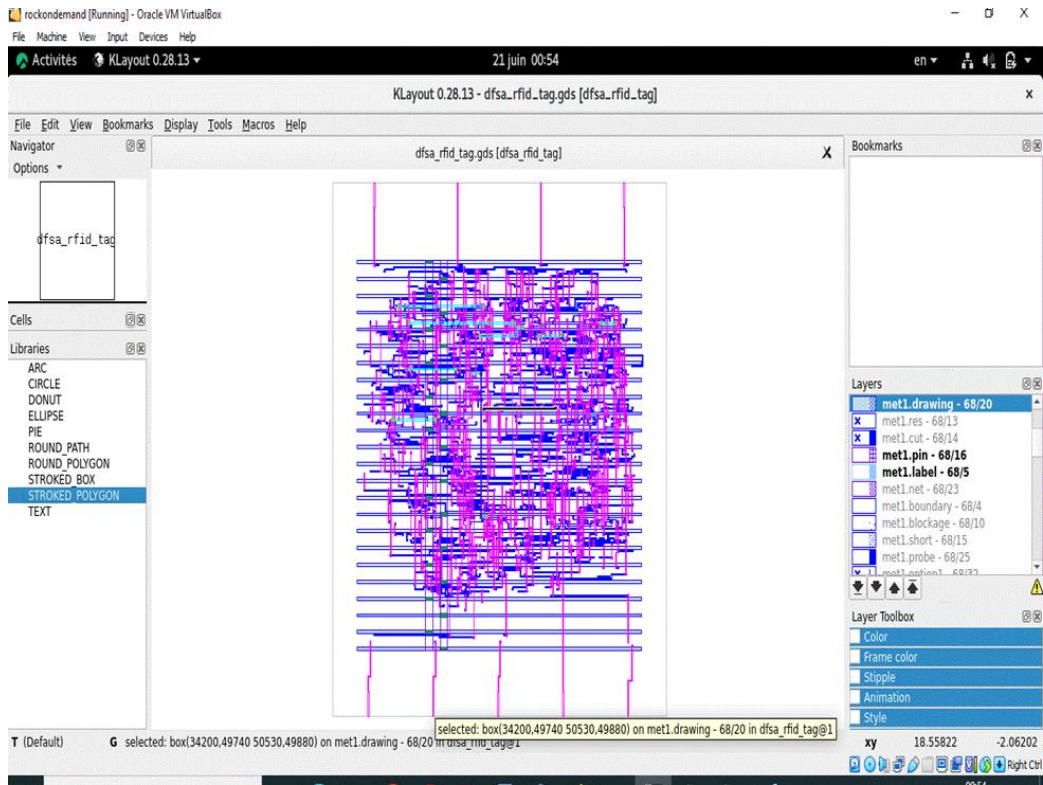 rockondemand [Running] - Oracle VM VirtualBox
File Machine View Input Devices Help
Activités KLayout 0.28.13 21 juin 00:54 en
KLayout 0.28.13 - dfsa_rfid_tag.gds [dfsa_rfid_tag] x
File Edit View Bookmarks Display Tools Macros Help
Navigator
Options
dfsa_rfid_tag
Cells
Libraries
ARC
CIRCLE
DONUT
ELLIPSE
PIE
ROUND_PATH
ROUND_POLYGON
STROKED_BOX
STROKED_POLYGON
TEXT
dfsa_rfid_tag.gds [dfsa_rfid_tag] X
Bookmarks
Layers
met1.drawing - 68/20
met1.res - 68/13
met1.cut - 68/14
met1.pin - 68/16
met1.label - 68/5
met1.net - 68/23
met1.boundary - 68/4
met1.blockage - 68/10
met1.short - 68/15
met1.probe - 68/25
met1.option1 - 68/32
Layer Toolbox
Color
Frame color
Stipple
Animation
Style
selected: box(34200,49740 50530,49880) on met1.drawing - 68/20 in dfsa_rfid_tag@1
T (Default) G selected: box(34200,49740 50530,49880) on met1.drawing - 68/20 in dfsa_rfid_tag@1
xy 18.55822 -2.06202
Right Ctrl
00:54